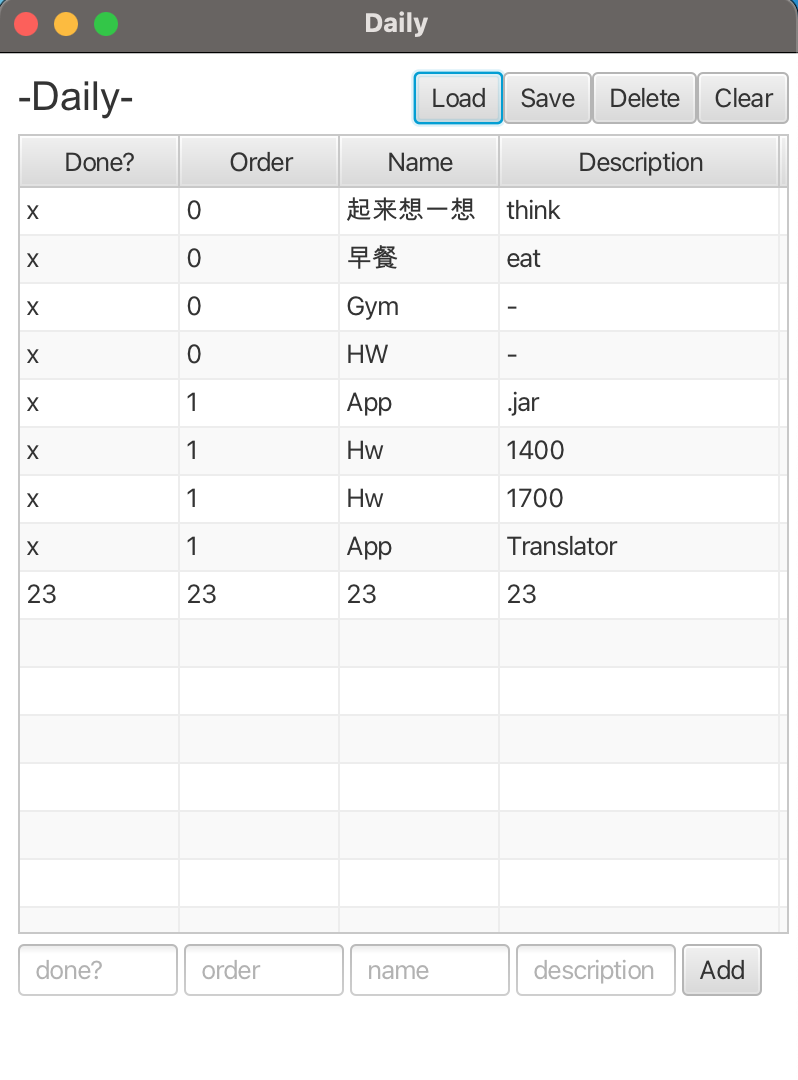 Daily
-Daily- Load Save Delete Clear
Done? Order Name Description
x 0 起来想一想 think
x 0 早餐 eat
x 0 Gym -
x 0 HW -
x 1 App .jar
x 1 Hw 1400
x 1 Hw 1700
x 1 App Translator
23 23 23 23
done? order name description Add